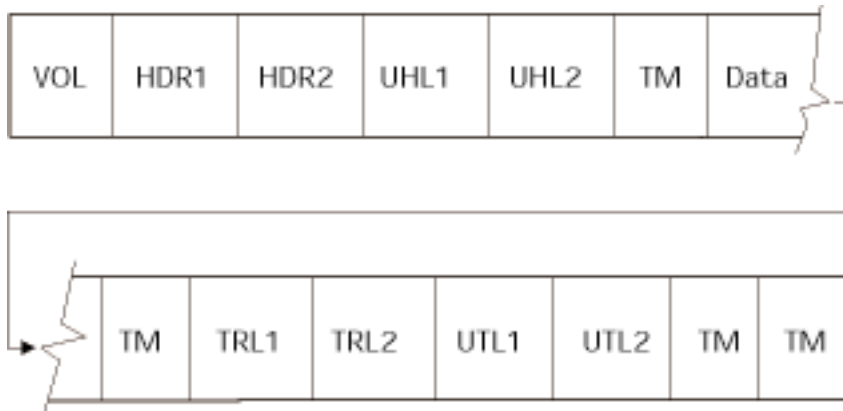 VOL HDR1 HDR2 UHL1 UHL2 TM Data
TM TRL1 TRL2 UTL1 UTL2 TM TM